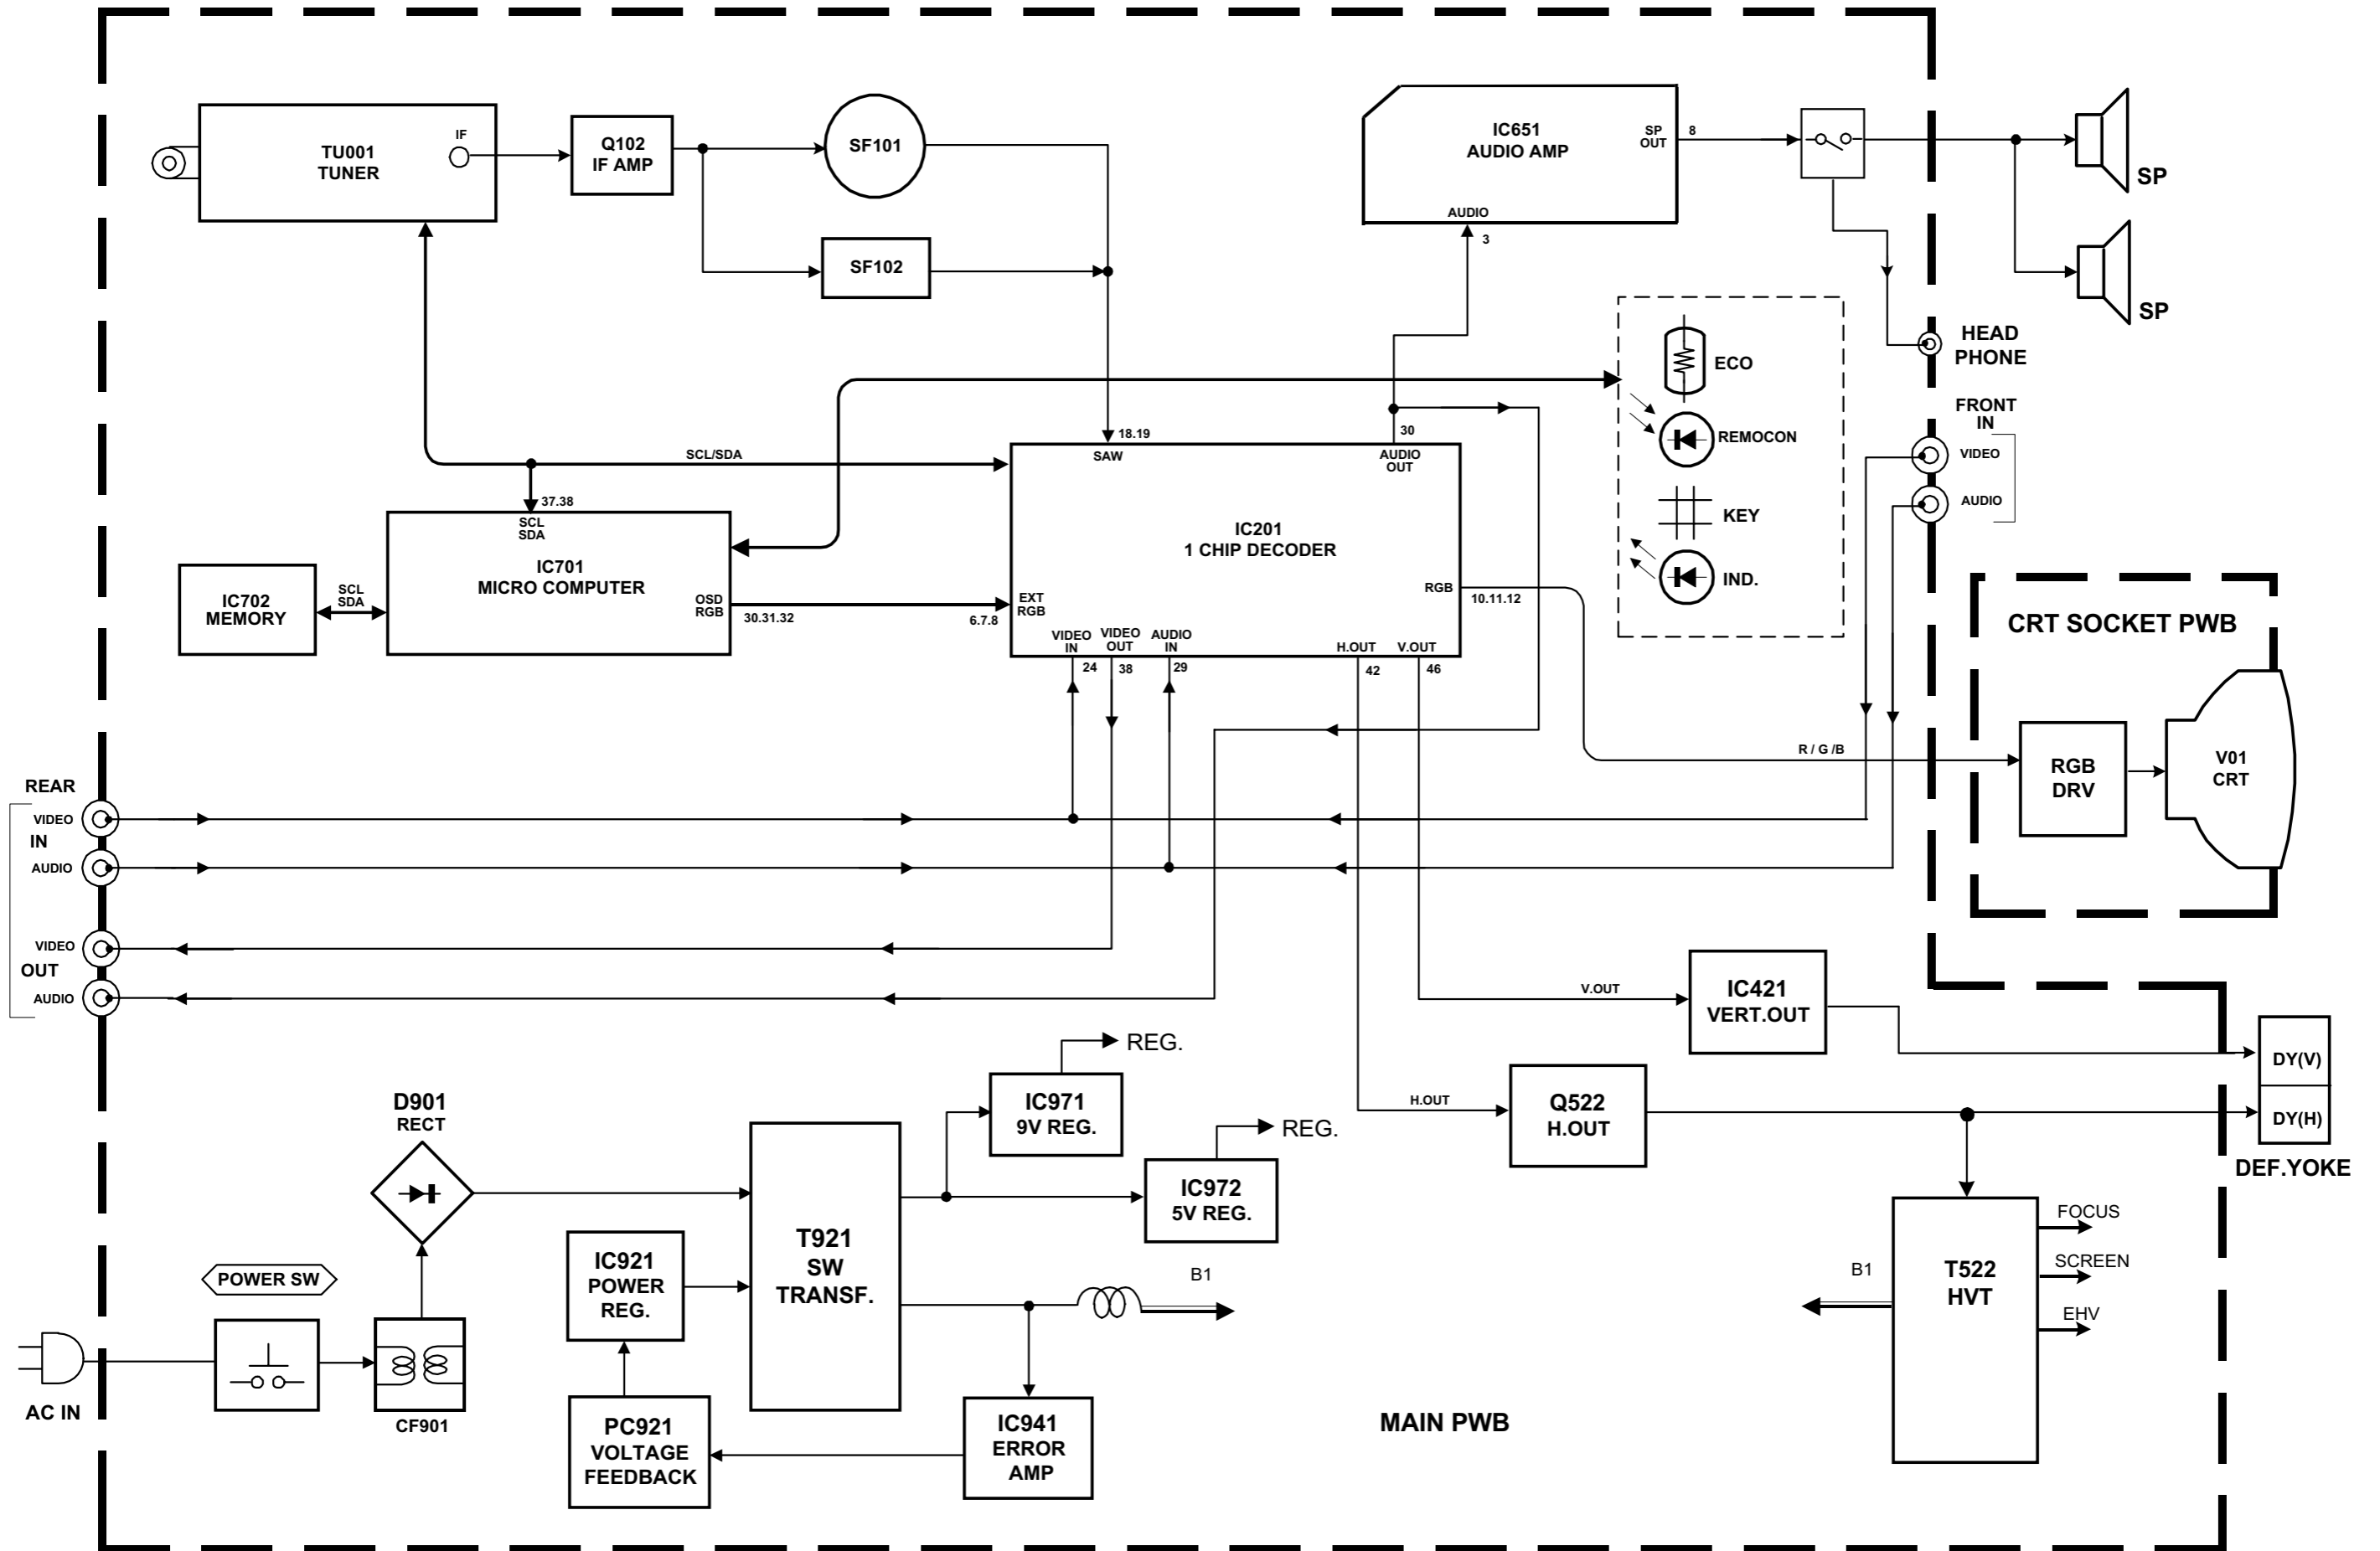 TU001
TUNER
IF
Q102
IF AMP
SF101
SF102
IC651
AUDIO AMP
SP
OUT
8
AUDIO
3
SP
SP
HEAD
PHONE
ECO
REMOCON
KEY
IND.
FRONT
IN
VIDEO
AUDIO
SCL/SDA
37.38
SCL
SDA
IC701
MICRO COMPUTER
OSD
RGB
30.31.32
IC702
MEMORY
SCL
SDA
18.19
SAW
30
AUDIO
OUT
IC201
1 CHIP DECODER
EXT
RGB
6.7.8
RGB
10.11.12
VIDEO
IN
24
VIDEO
OUT
38
AUDIO
IN
29
H.OUT
42
V.OUT
46
CRT SOCKET PWB
R / G /B
RGB
DRV
V01
CRT
REAR
VIDEO
IN
AUDIO
VIDEO
OUT
AUDIO
V.OUT
IC421
VERT.OUT
H.OUT
Q522
H.OUT
DY(V)
DY(H)
DEF.YOKE
REG.
IC971
9V REG.
REG.
IC972
5V REG.
D901
RECT
T921
SW
TRANSF.
IC921
POWER
REG.
B1
POWER SW
AC IN
CF901
PC921
VOLTAGE
FEEDBACK
IC941
ERROR
AMP
MAIN PWB
B1
T522
HVT
FOCUS
SCREEN
EHV